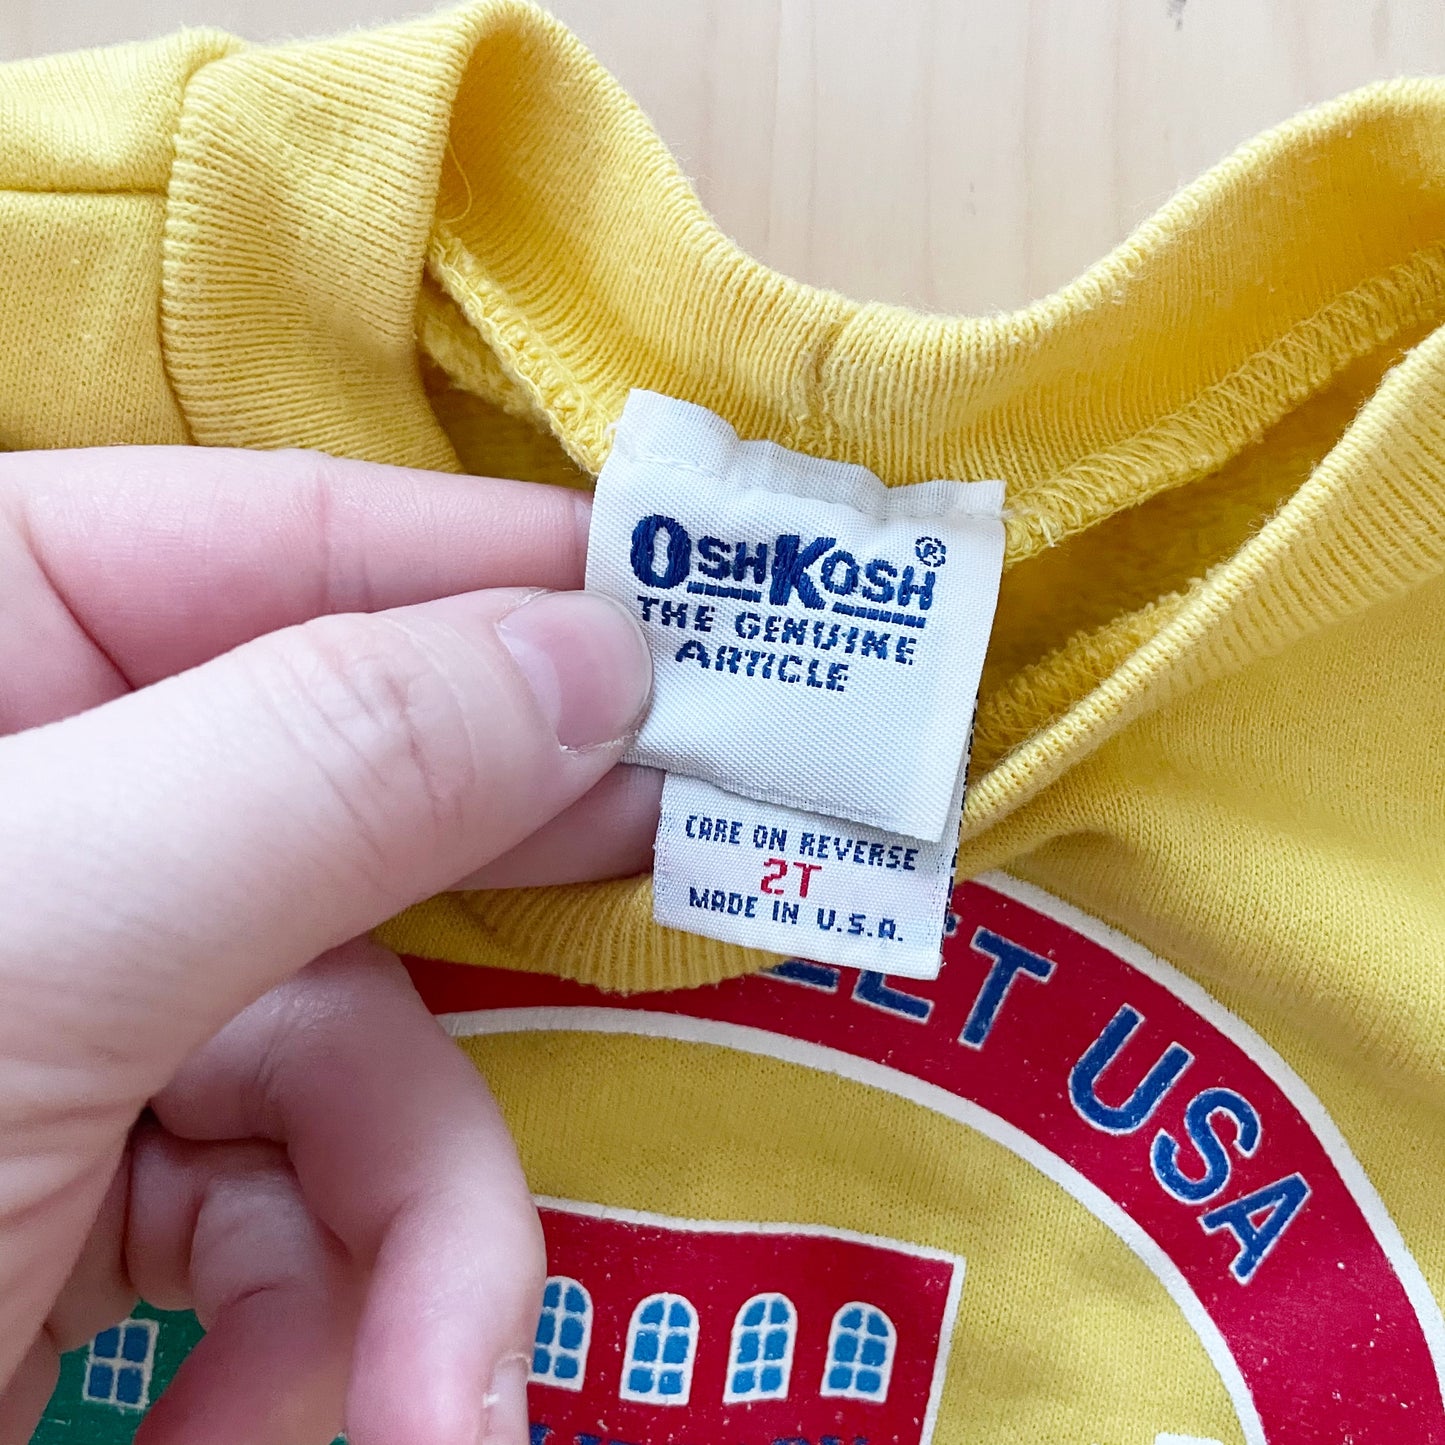 OSHKOSH®
THE GENUINE
ARTICLE
CARE ON REVERSE
2T
MADE IN U.S.A.
USA